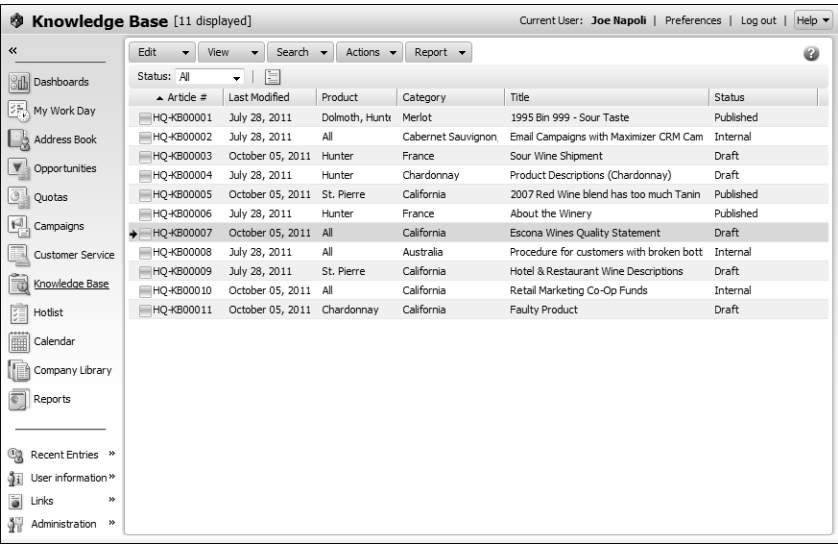 Knowledge Base [11 displayed] Current User: Joe Napoli | Preferences | Log out | Help
«
Dashboards
My Work Day
Address Book
Opportunities
Quotas
Campaigns
Customer Service
Knowledge Base
Hotlist
Calendar
Company Library
Reports
Recent Entries »
User information »
Links »
Administration »
Edit View Search Actions Report ?
Status: All
Article # Last Modified Product Category Title Status
HQ-KB00001 July 28, 2011 Dolmoth, Hunte Merlot 1995 Bin 999 - Sour Taste Published
HQ-KB00002 July 28, 2011 All Cabernet Sauvignon, Email Campaigns with Maximizer CRM Cam Internal
HQ-KB00003 October 05, 2011 Hunter France Sour Wine Shipment Draft
HQ-KB00004 July 28, 2011 Hunter Chardonnay Product Descriptions (Chardonnay) Draft
HQ-KB00005 October 05, 2011 St. Pierre California 2007 Red Wine blend has too much Tanin Published
HQ-KB00006 July 28, 2011 Hunter France About the Winery Published
HQ-KB00007 October 05, 2011 All California Escona Wines Quality Statement Draft
HQ-KB00008 July 28, 2011 All Australia Procedure for customers with broken bott Internal
HQ-KB00009 July 28, 2011 St. Pierre California Hotel & Restaurant Wine Descriptions Draft
HQ-KB00010 October 05, 2011 All California Retail Marketing Co-Op Funds Internal
HQ-KB00011 October 05, 2011 Chardonnay California Faulty Product Draft